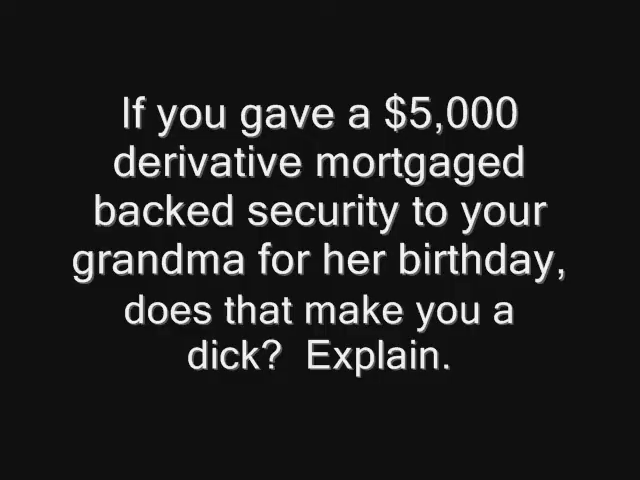 If you gave a $5,000
derivative mortgaged
backed security to your
grandma for her birthday,
does that make you a
dick?  Explain.